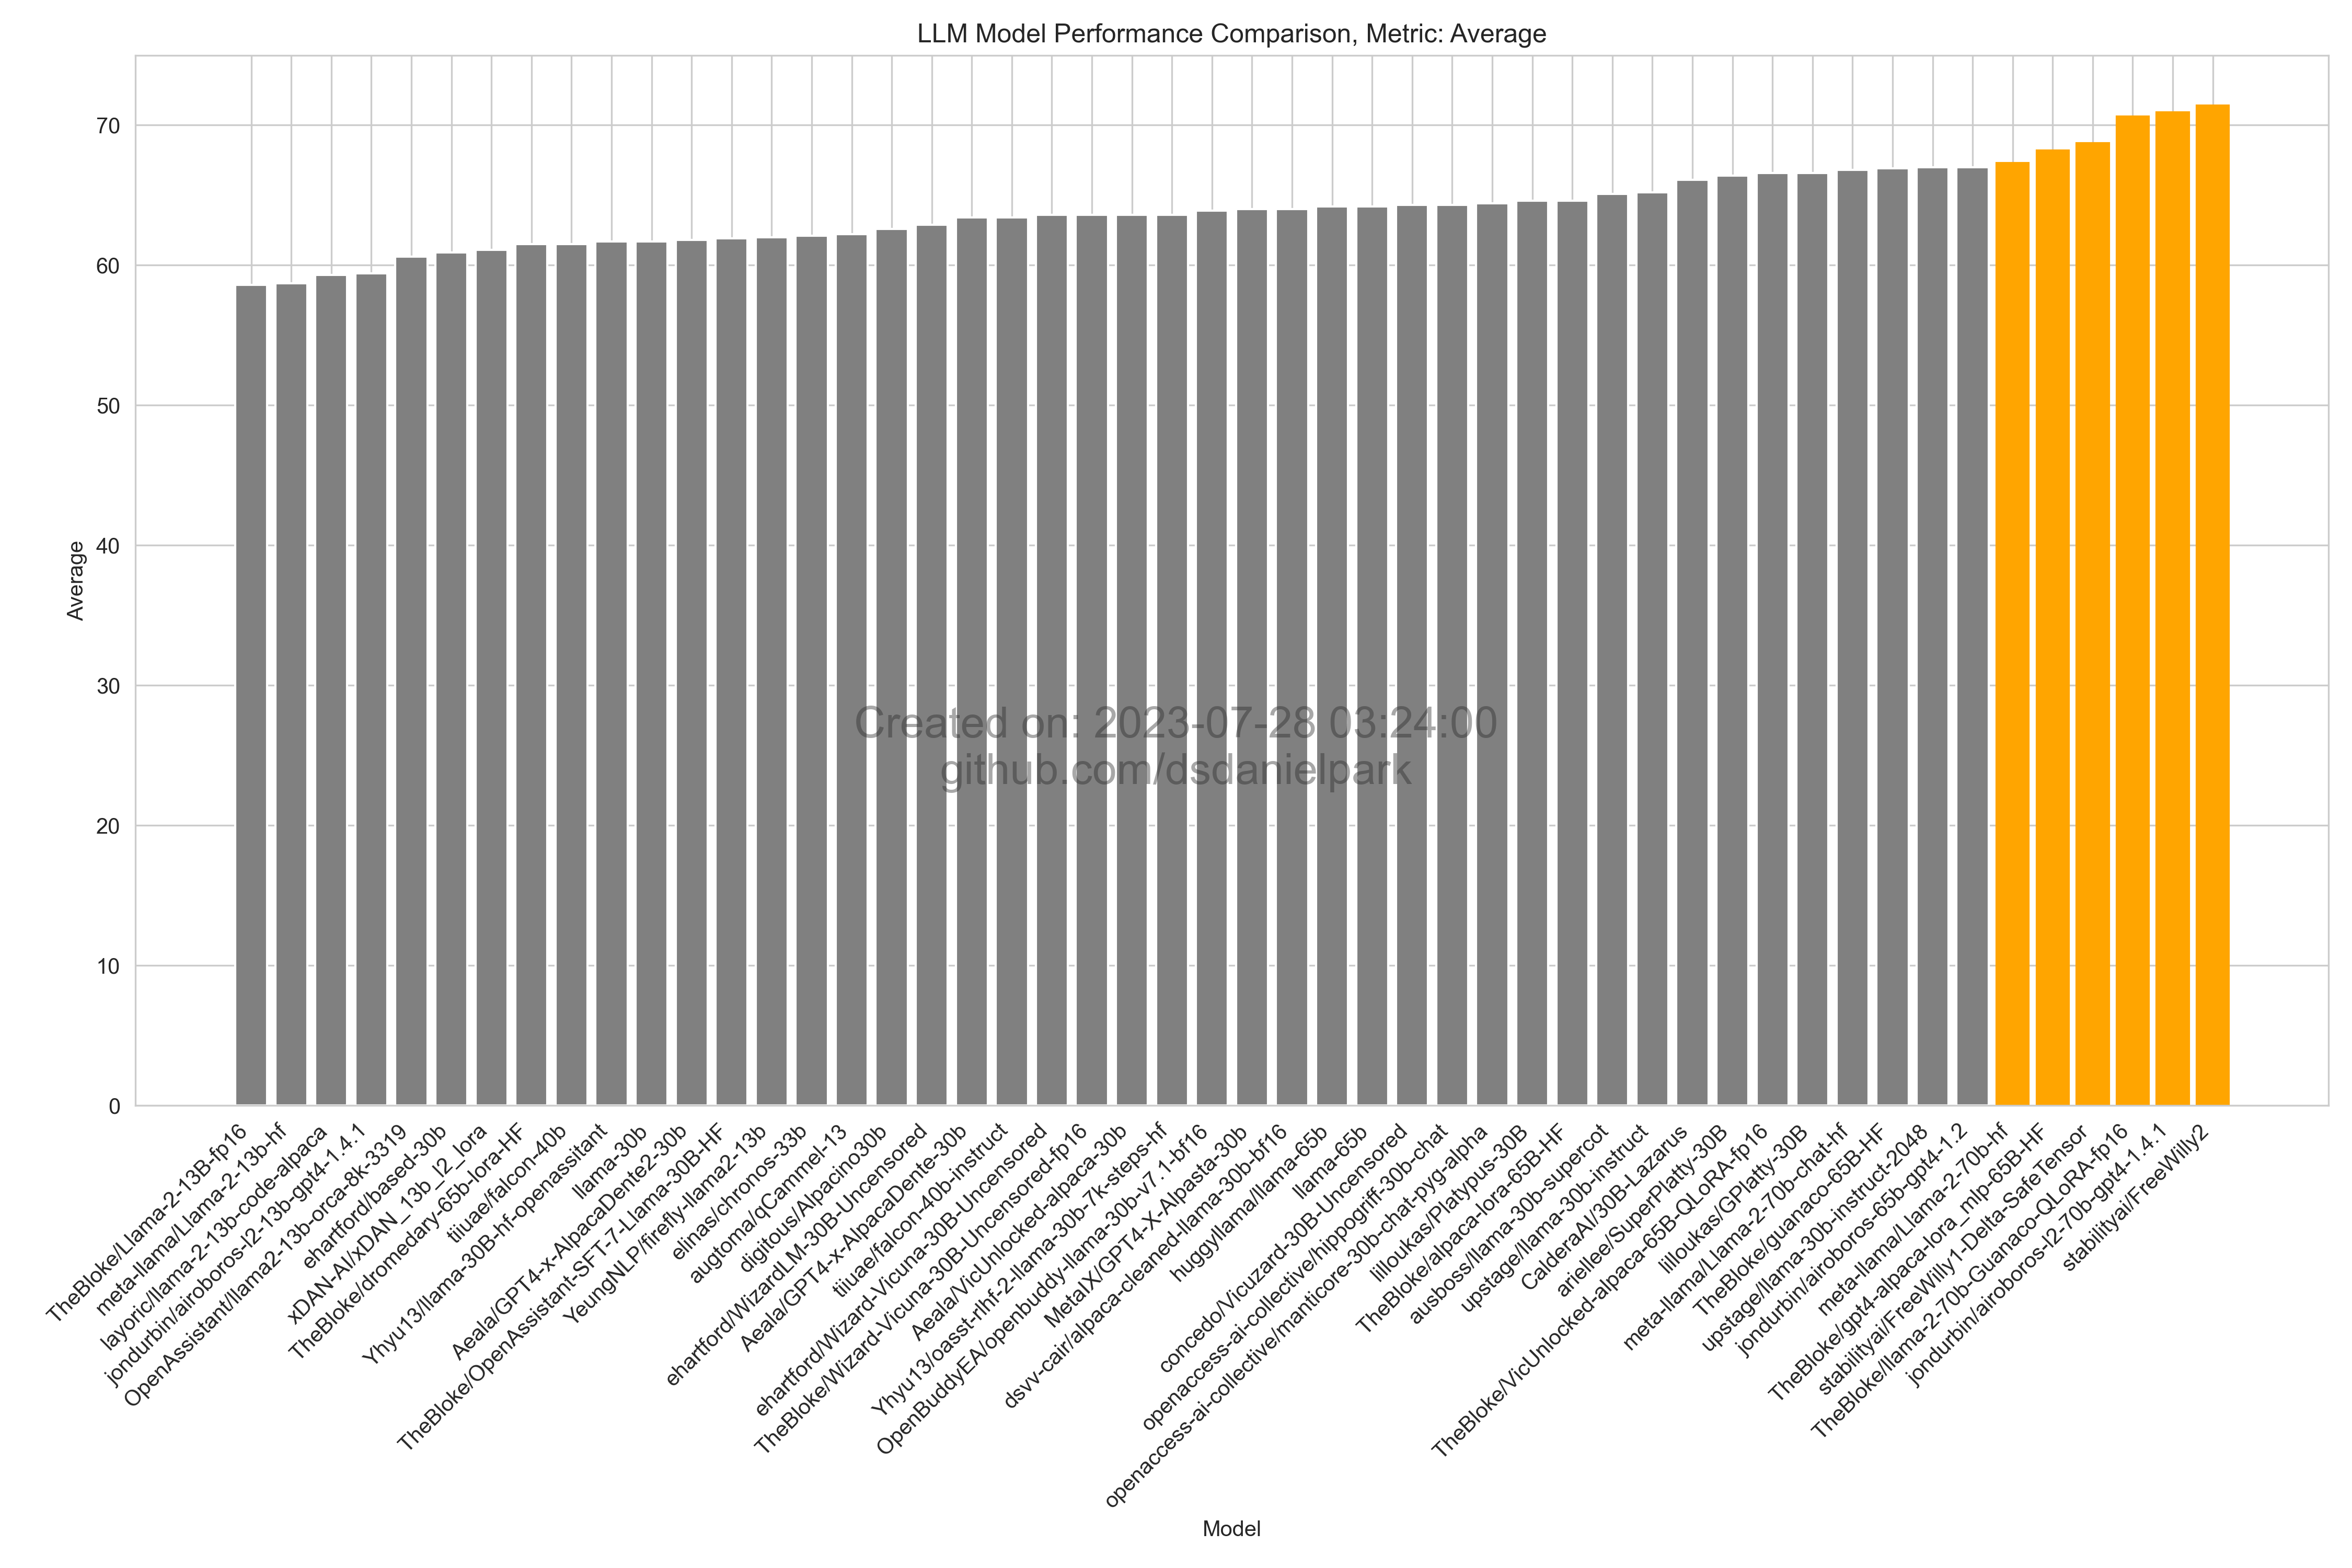 LLM Model Performance Comparison, Metric: Average
70
60
50
40
30
20
10
0
Average
Created on: 2023-07-28 03:24:00
github.com/dsdanielpark
TheBloke/Llama-2-13B-fp16
meta-llama/Llama-2-13b-hf
layoric/llama-2-13b-code-alpaca
jondurbin/airoboros-l2-13b-gpt4-1.4.1
OpenAssistant/llama2-13b-orca-8k-3319
ehartford/based-30b
xDAN-AI/xDAN_13b_l2_lora
TheBloke/dromedary-65b-lora-HF
tiiuae/falcon-40b
Yhyu13/llama-30B-hf-openassitant
llama-30b
Aeala/GPT4-x-AlpacaDente2-30b
TheBloke/OpenAssistant-SFT-7-Llama-30B-HF
YeungNLP/firefly-llama2-13b
elinas/chronos-33b
augtoma/qCammel-13
digitous/Alpacino30b
ehartford/WizardLM-30B-Uncensored
Aeala/GPT4-x-AlpacaDente-30b
tiiuae/falcon-40b-instruct
ehartford/Wizard-Vicuna-30B-Uncensored
TheBloke/Wizard-Vicuna-30B-Uncensored-fp16
Aeala/VicUnlocked-alpaca-30b
Yhyu13/oasst-rlhf-2-llama-30b-7k-steps-hf
OpenBuddyEA/openbuddy-llama-30b-v7.1-bf16
MetaIX/GPT4-X-Alpasta-30b
dsvv-cair/alpaca-cleaned-llama-30b-bf16
huggyllama/llama-65b
llama-65b
concedo/Vicuzard-30B-Uncensored
openaccess-ai-collective/hippogriff-30b-chat
openaccess-ai-collective/manticore-30b-chat-pyg-alpha
lilloukas/Platypus-30B
TheBloke/alpaca-lora-65B-HF
ausboss/llama-30b-supercot
upstage/llama-30b-instruct
CalderaAI/30B-Lazarus
ariellee/SuperPlatty-30B
TheBloke/VicUnlocked-alpaca-65B-QLoRA-fp16
lilloukas/GPlatty-30B
meta-llama/Llama-2-70b-chat-hf
TheBloke/guanaco-65B-HF
upstage/llama-30b-instruct-2048
jondurbin/airoboros-65b-gpt4-1.2
meta-llama/Llama-2-70b-hf
TheBloke/gpt4-alpaca-lora_mlp-65B-HF
stabilityai/FreeWilly1-Delta-SafeTensor
TheBloke/llama-2-70b-Guanaco-QLoRA-fp16
jondurbin/airoboros-l2-70b-gpt4-1.4.1
stabilityai/FreeWilly2
Model